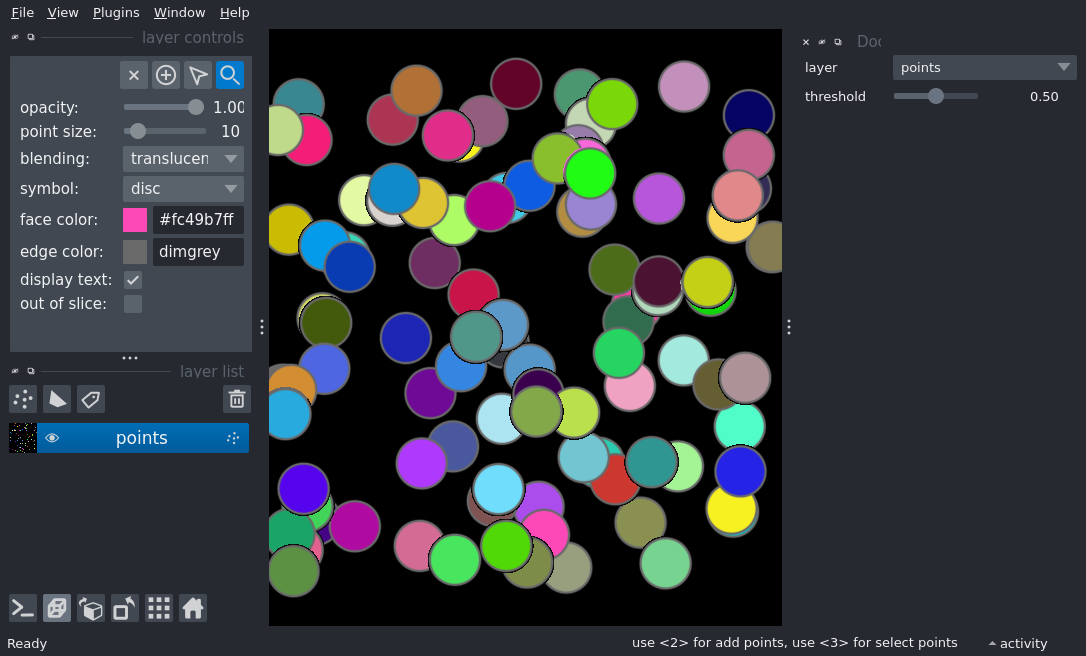 File View Plugins Window Help
layer controls
opacity: 1.00
point size: 10
blending: translucen
symbol: disc
face color: #fc49b7ff
edge color: dimgrey
display text:
out of slice:
layer list
points
Ready
Doc
layer points
threshold 0.50
use <2> for add points, use <3> for select points
activity